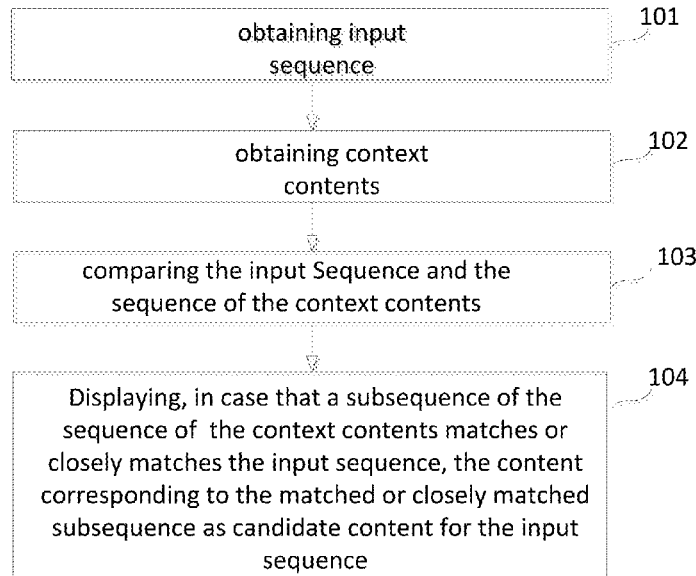 101
obtaining input
sequence
102
obtaining context
contents
103
comparing the input Sequence and the
sequence of the context contents
104
Displaying, in case that a subsequence of the
sequence of the context contents matches or
closely matches the input sequence, the content
corresponding to the matched or closely matched
subsequence as candidate content for the input
sequence